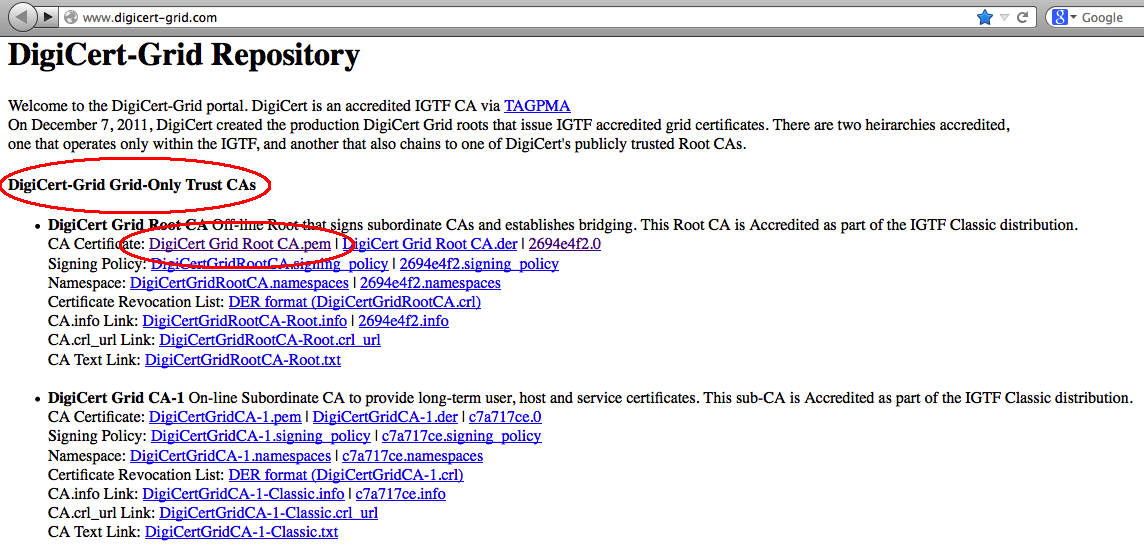 www.digicert-grid.com
Google
DigiCert-Grid Repository
Welcome to the DigiCert-Grid portal. DigiCert is an accredited IGTF CA via TAGPMA
On December 7, 2011, DigiCert created the production DigiCert Grid roots that issue IGTF accredited grid certificates. There are two heirarchies accredited,
one that operates only within the IGTF, and another that also chains to one of DigiCert's publicly trusted Root CAs.
DigiCert-Grid Grid-Only Trust CAs
• DigiCert Grid Root CA Off-line Root that signs subordinate CAs and establishes bridging. This Root CA is Accredited as part of the IGTF Classic distribution.
CA Certificate: DigiCert Grid Root CA.pem | DigiCert Grid Root CA.der | 2694e4f2.0
Signing Policy: DigiCertGridRootCA.signing_policy | 2694e4f2.signing_policy
Namespace: DigiCertGridRootCA.namespaces | 2694e4f2.namespaces
Certificate Revocation List: DER format (DigiCertGridRootCA.crl)
CA.info Link: DigiCertGridRootCA-Root.info | 2694e4f2.info
CA.crl_url Link: DigiCertGridRootCA-Root.crl_url
CA Text Link: DigiCertGridRootCA-Root.txt
• DigiCert Grid CA-1 On-line Subordinate CA to provide long-term user, host and service certificates. This sub-CA is Accredited as part of the IGTF Classic distribution.
CA Certificate: DigiCertGridCA-1.pem | DigiCertGridCA-1.der | c7a717ce.0
Signing Policy: DigiCertGridCA-1.signing_policy | c7a717ce.signing_policy
Namespace: DigiCertGridCA-1.namespaces | c7a717ce.namespaces
Certificate Revocation List: DER format (DigiCertGridCA-1.crl)
CA.info Link: DigiCertGridCA-1-Classic.info | c7a717ce.info
CA.crl_url Link: DigiCertGridCA-1-Classic.crl_url
CA Text Link: DigiCertGridCA-1-Classic.txt